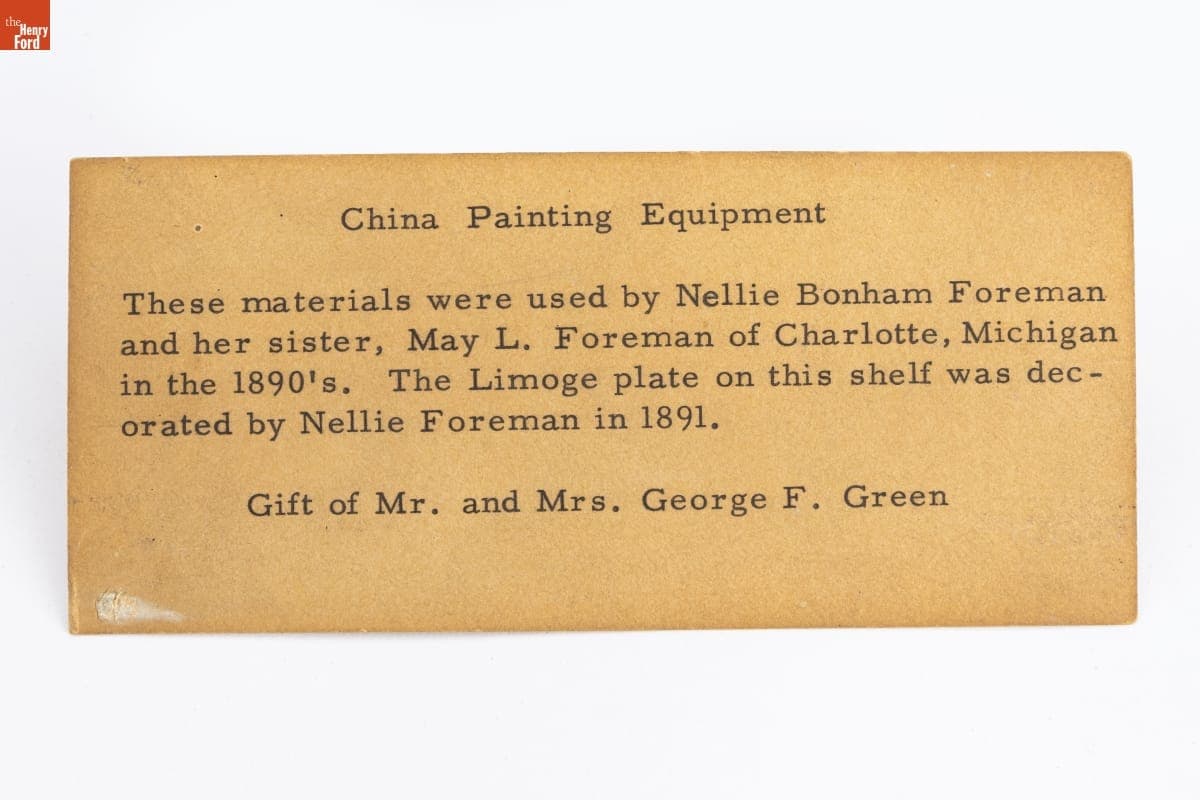 the
Henry
Ford
China Painting Equipment
These materials were used by Nellie Bonham Foreman
and her sister, May L. Foreman of Charlotte, Michigan
in the 1890's. The Limoge plate on this shelf was dec-
orated by Nellie Foreman in 1891.
Gift of Mr. and Mrs. George F. Green